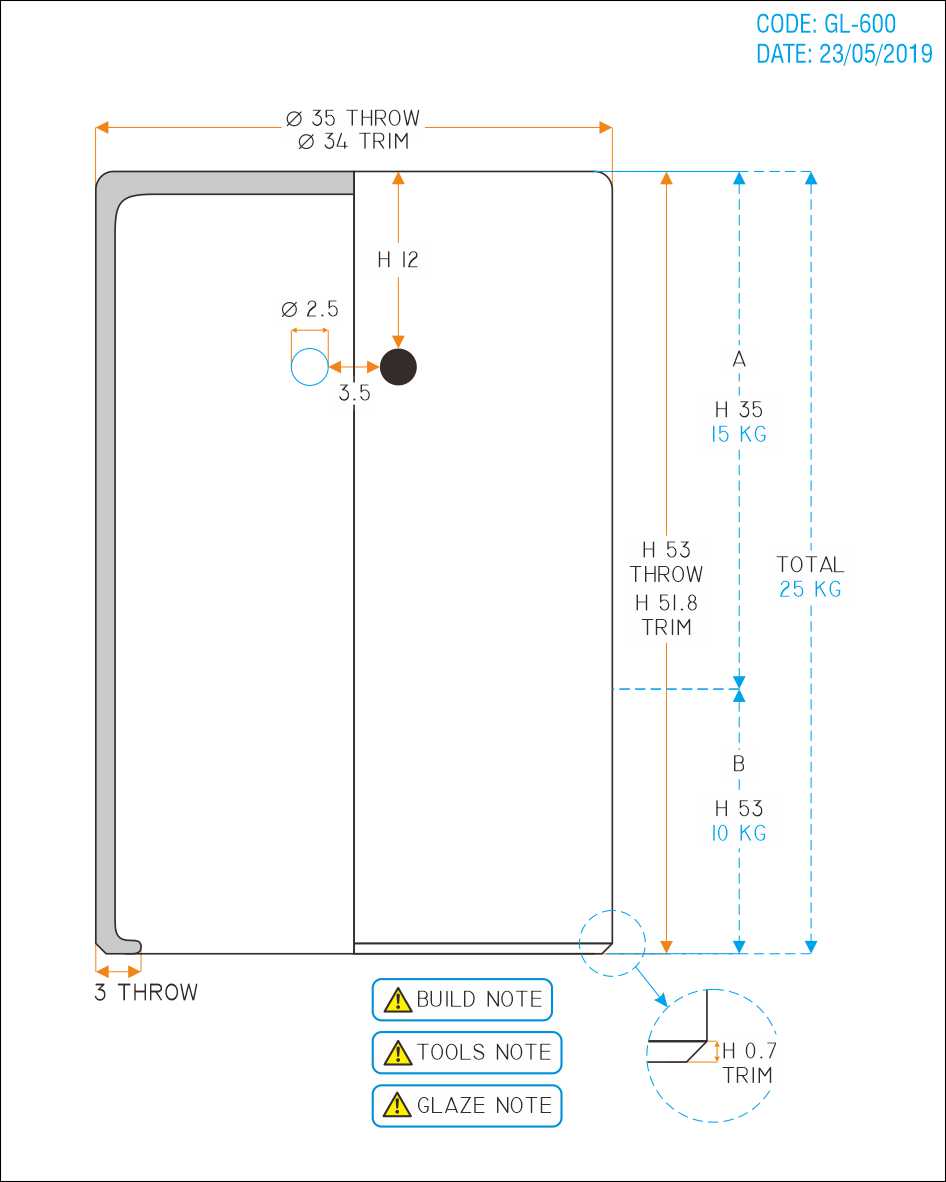 CODE: GL-600
DATE: 23/05/2019
Ø 35 THROW
Ø 34 TRIM
H 12
Ø 2.5
3.5
A
H 35
15 KG
H 53
THROW
H 51.8
TRIM
TOTAL
25 KG
B
H 53
10 KG
3 THROW
BUILD NOTE
TOOLS NOTE
GLAZE NOTE
H 0.7
TRIM